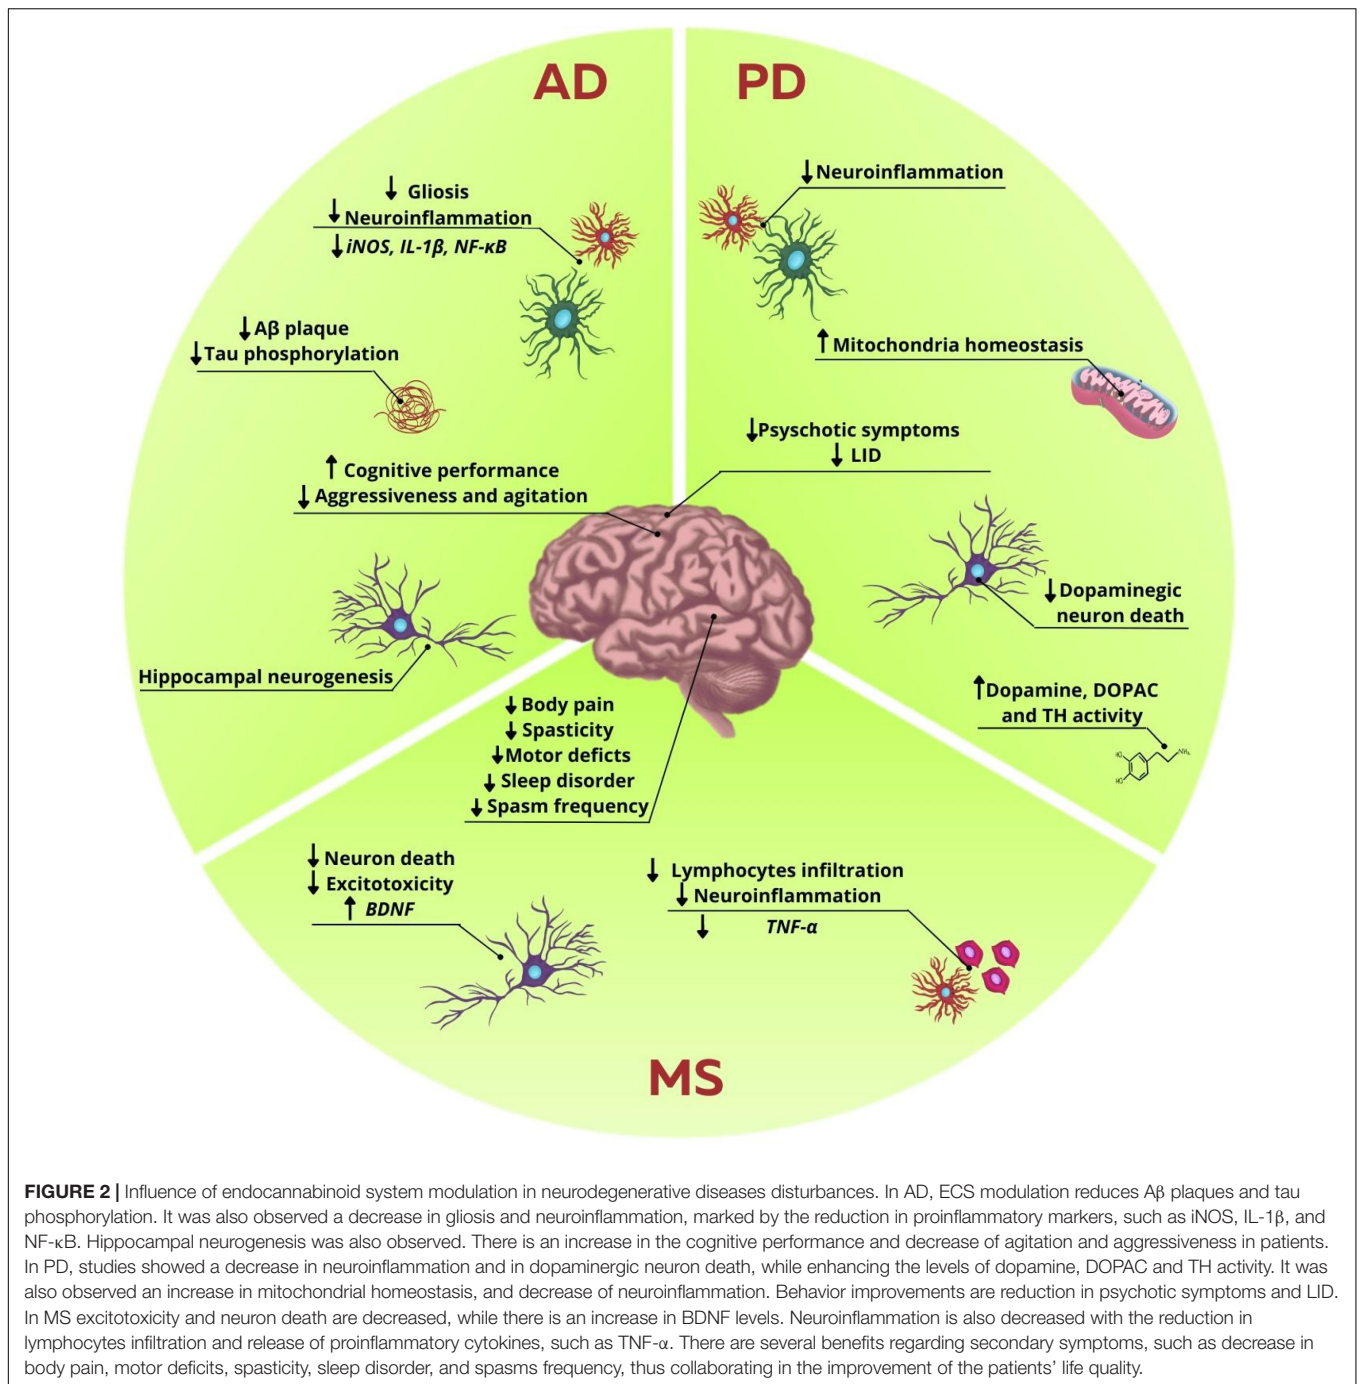 AD
PD
↓ Gliosis
↓ Neuroinflammation
↓ iNOS, IL-1β, NF-κB
↓ Aβ plaque
↓ Tau phosphorylation
↑ Cognitive performance
↓ Aggressiveness and agitation
Hippocampal neurogenesis
↓ Neuroinflammation
↑ Mitochondria homeostasis
↓ Psyschotic symptoms
↓ LID
↓ Dopaminegic
neuron death
↑ Dopamine, DOPAC
and TH activity
HO
HO
NH₂
↓ Body pain
↓ Spasticity
↓ Motor deficts
↓ Sleep disorder
↓ Spasm frequency
↓ Neuron death
↓ Excitotoxicity
↑ BDNF
↓ Lymphocytes infiltration
↓ Neuroinflammation
↓ TNF-α
MS
FIGURE 2 | Influence of endocannabinoid system modulation in neurodegenerative diseases disturbances. In AD, ECS modulation reduces Aβ plaques and tau
phosphorylation. It was also observed a decrease in gliosis and neuroinflammation, marked by the reduction in proinflammatory markers, such as iNOS, IL-1β, and
NF-κB. Hippocampal neurogenesis was also observed. There is an increase in the cognitive performance and decrease of agitation and aggressiveness in patients.
In PD, studies showed a decrease in neuroinflammation and in dopaminergic neuron death, while enhancing the levels of dopamine, DOPAC and TH activity. It was
also observed an increase in mitochondrial homeostasis, and decrease of neuroinflammation. Behavior improvements are reduction in psychotic symptoms and LID.
In MS excitotoxicity and neuron death are decreased, while there is an increase in BDNF levels. Neuroinflammation is also decreased with the reduction in
lymphocytes infiltration and release of proinflammatory cytokines, such as TNF-α. There are several benefits regarding secondary symptoms, such as decrease in
body pain, motor deficits, spasticity, sleep disorder, and spasms frequency, thus collaborating in the improvement of the patients' life quality.